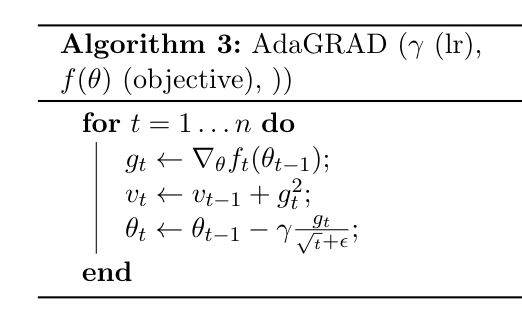 Algorithm 3: AdaGRAD (γ (lr),
f(θ) (objective), ))
for t = 1 … n do
g_t ← ∇_θ f_t(θ_{t−1});
v_t ← v_{t−1} + g_t^2;
θ_t ← θ_{t−1} − γ g_t/(√t+ϵ);
end